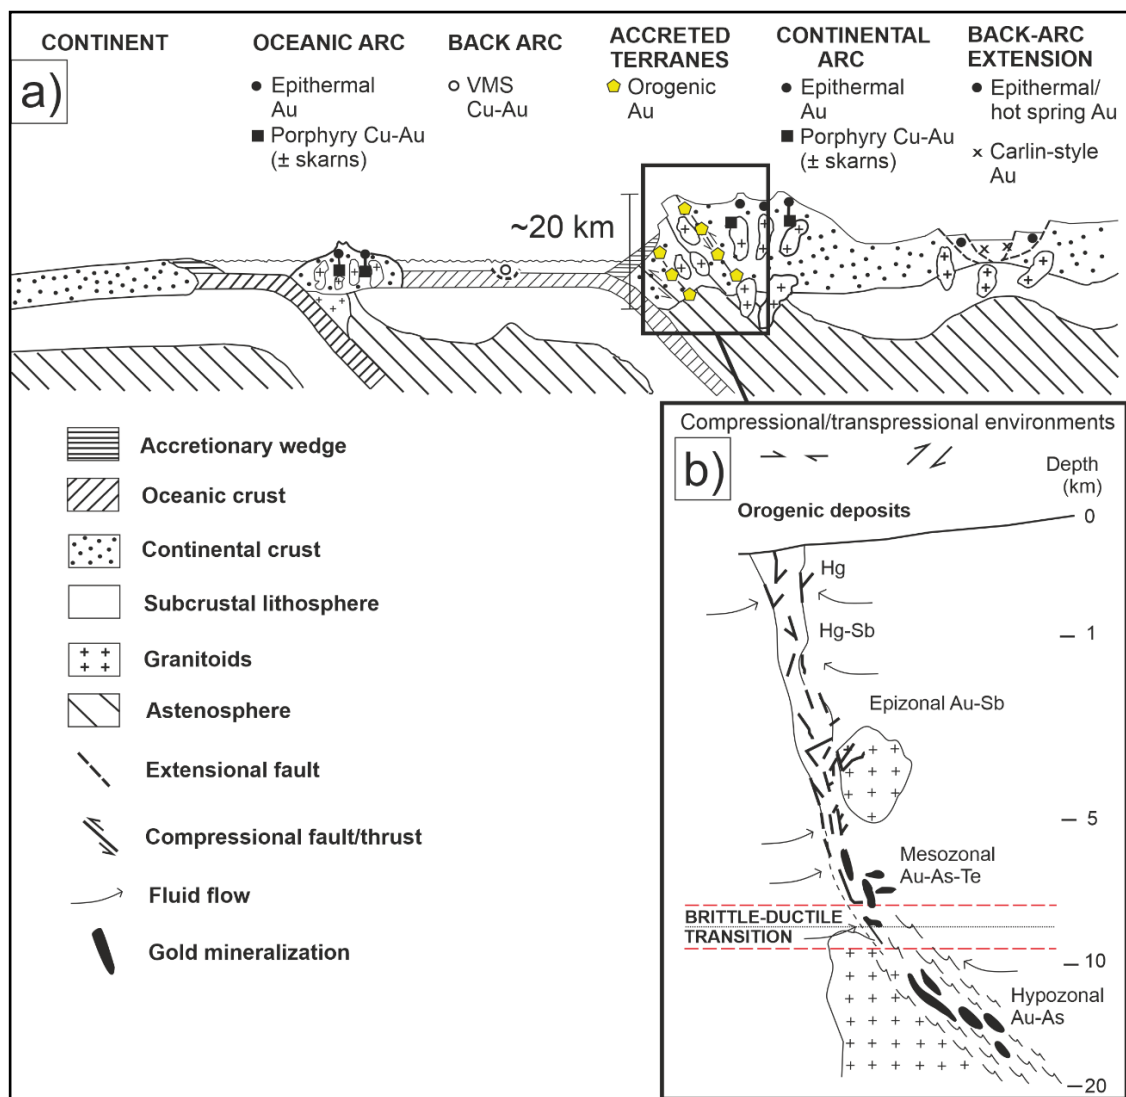 CONTINENT
OCEANIC ARC
BACK ARC
ACCRETED
TERRANES
CONTINENTAL
ARC
BACK-ARC
EXTENSION
a)
Epithermal
Au
Porphyry Cu-Au
(± skarns)
VMS
Cu-Au
Orogenic
Au
Epithermal
Au
Porphyry Cu-Au
(± skarns)
Epithermal/
hot spring Au
Carlin-style
Au
~20 km
Accretionary wedge
Oceanic crust
Continental crust
Subcrustal lithosphere
Granitoids
Astenosphere
Extensional fault
Compressional fault/thrust
Fluid flow
Gold mineralization
Compressional/transpressional environments
b)
Depth
(km)
Orogenic deposits
0
Hg
Hg-Sb
1
Epizonal Au-Sb
5
Mesozonal
Au-As-Te
BRITTLE-DUCTILE
TRANSITION
10
Hypozonal
Au-As
20